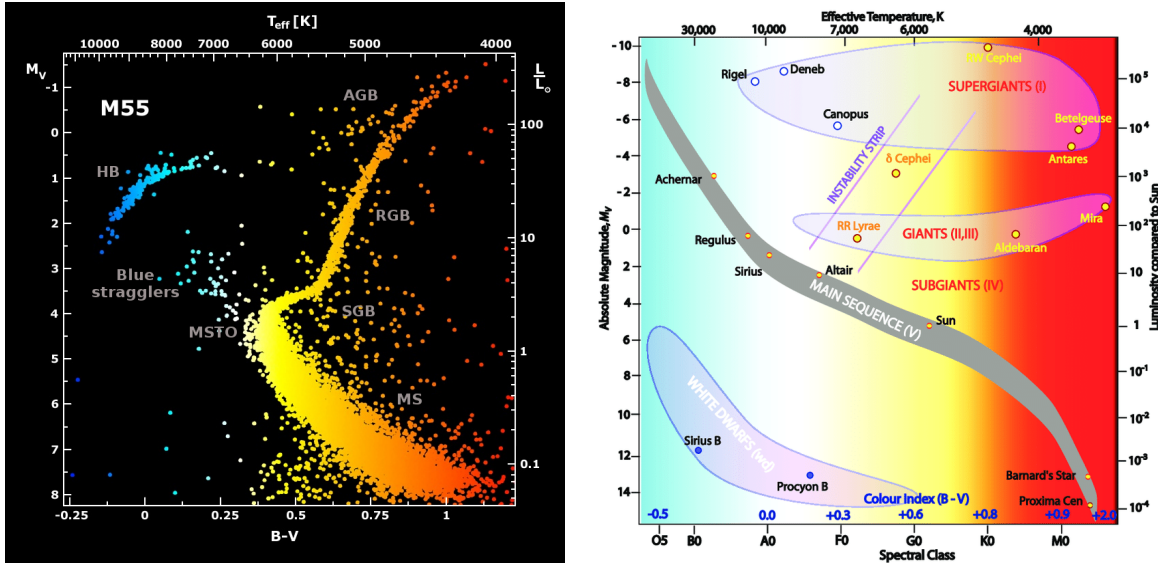 T eff [K]
10000 8000 7000 6000 5000 4000
M V
L
L⊙
M55
AGB
HB
RGB
Blue
stragglers
SGB
MSTO
MS
-1
0
1
2
3
4
5
6
7
8
100
10
1
0.1
-0.25 0 0.25 0.5 0.75 1
B-V
Effective Temperature, K
30,000 10,000 7,000 6,000 4,000
Absolute Magnitude, Mv
-10
-8
-6
-4
-2
0
2
4
6
8
10
12
14
Luminosity compared to Sun
10^5
10^4
10^3
10^2
10
1
10^-1
10^-2
10^-3
10^-4
RW Cephei
Rigel
Deneb
SUPERGIANTS (I)
Canopus
Betelgeuse
Antares
INSTABILITY STRIP
δ Cephei
Achernar
Mira
RR Lyrae
GIANTS (II,III)
Regulus
Aldebaran
Sirius
Altair
SUBGIANTS (IV)
MAIN SEQUENCE (V)
Sun
WHITE DWARFS (wd)
Sirius B
Procyon B
Barnard's Star
Proxima Cen
Colour Index (B - V)
-0.5 0.0 +0.3 +0.6 +0.8 +0.9 +2.0
O5 B0 A0 F0 G0 K0 M0
Spectral Class